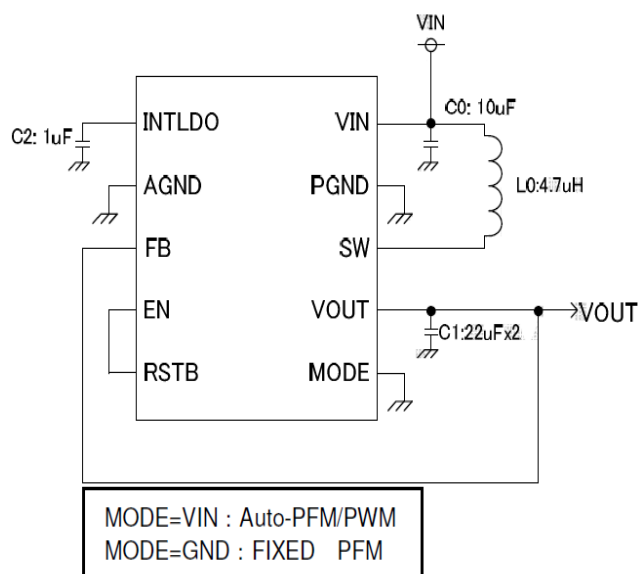 VIN
C2: 1uF
INTLDO
VIN
C0: 10uF
AGND
PGND
L0:4.7uH
FB
SW
EN
VOUT
VOUT
C1:22uFx2
RSTB
MODE
MODE=VIN : Auto-PFM/PWM
MODE=GND : FIXED PFM